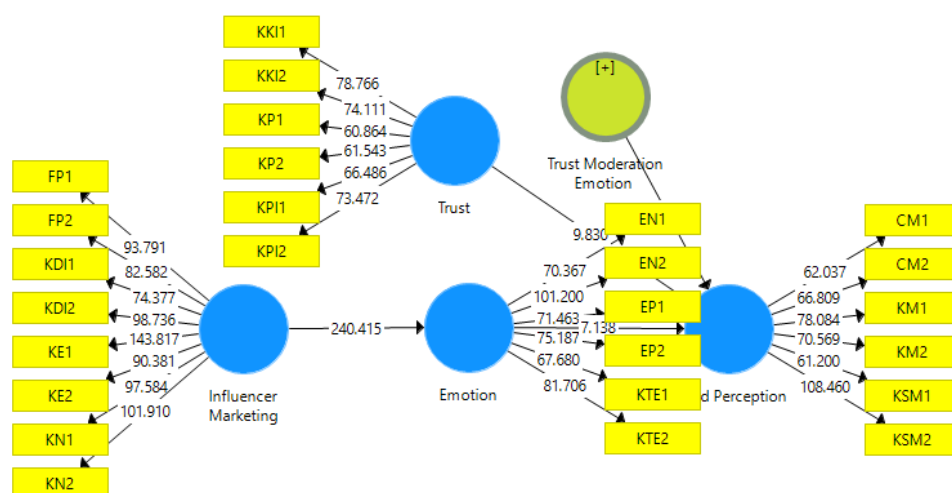 KKI1
KKI2
KP1
KP2
KPI1
KPI2
78.766
74.111
60.864
61.543
66.486
73.472
Trust
[+]
Trust Moderation
Emotion
9.830
FP1
FP2
KDI1
KDI2
KE1
KE2
KN1
KN2
93.791
82.582
74.377
98.736
143.817
90.381
97.584
101.910
Influencer
Marketing
240.415
Emotion
70.367
101.200
71.463
75.187
67.680
81.706
7.138
EN1
EN2
EP1
EP2
KTE1
KTE2
d Perception
62.037
66.809
78.084
70.569
61.200
108.460
CM1
CM2
KM1
KM2
KSM1
KSM2